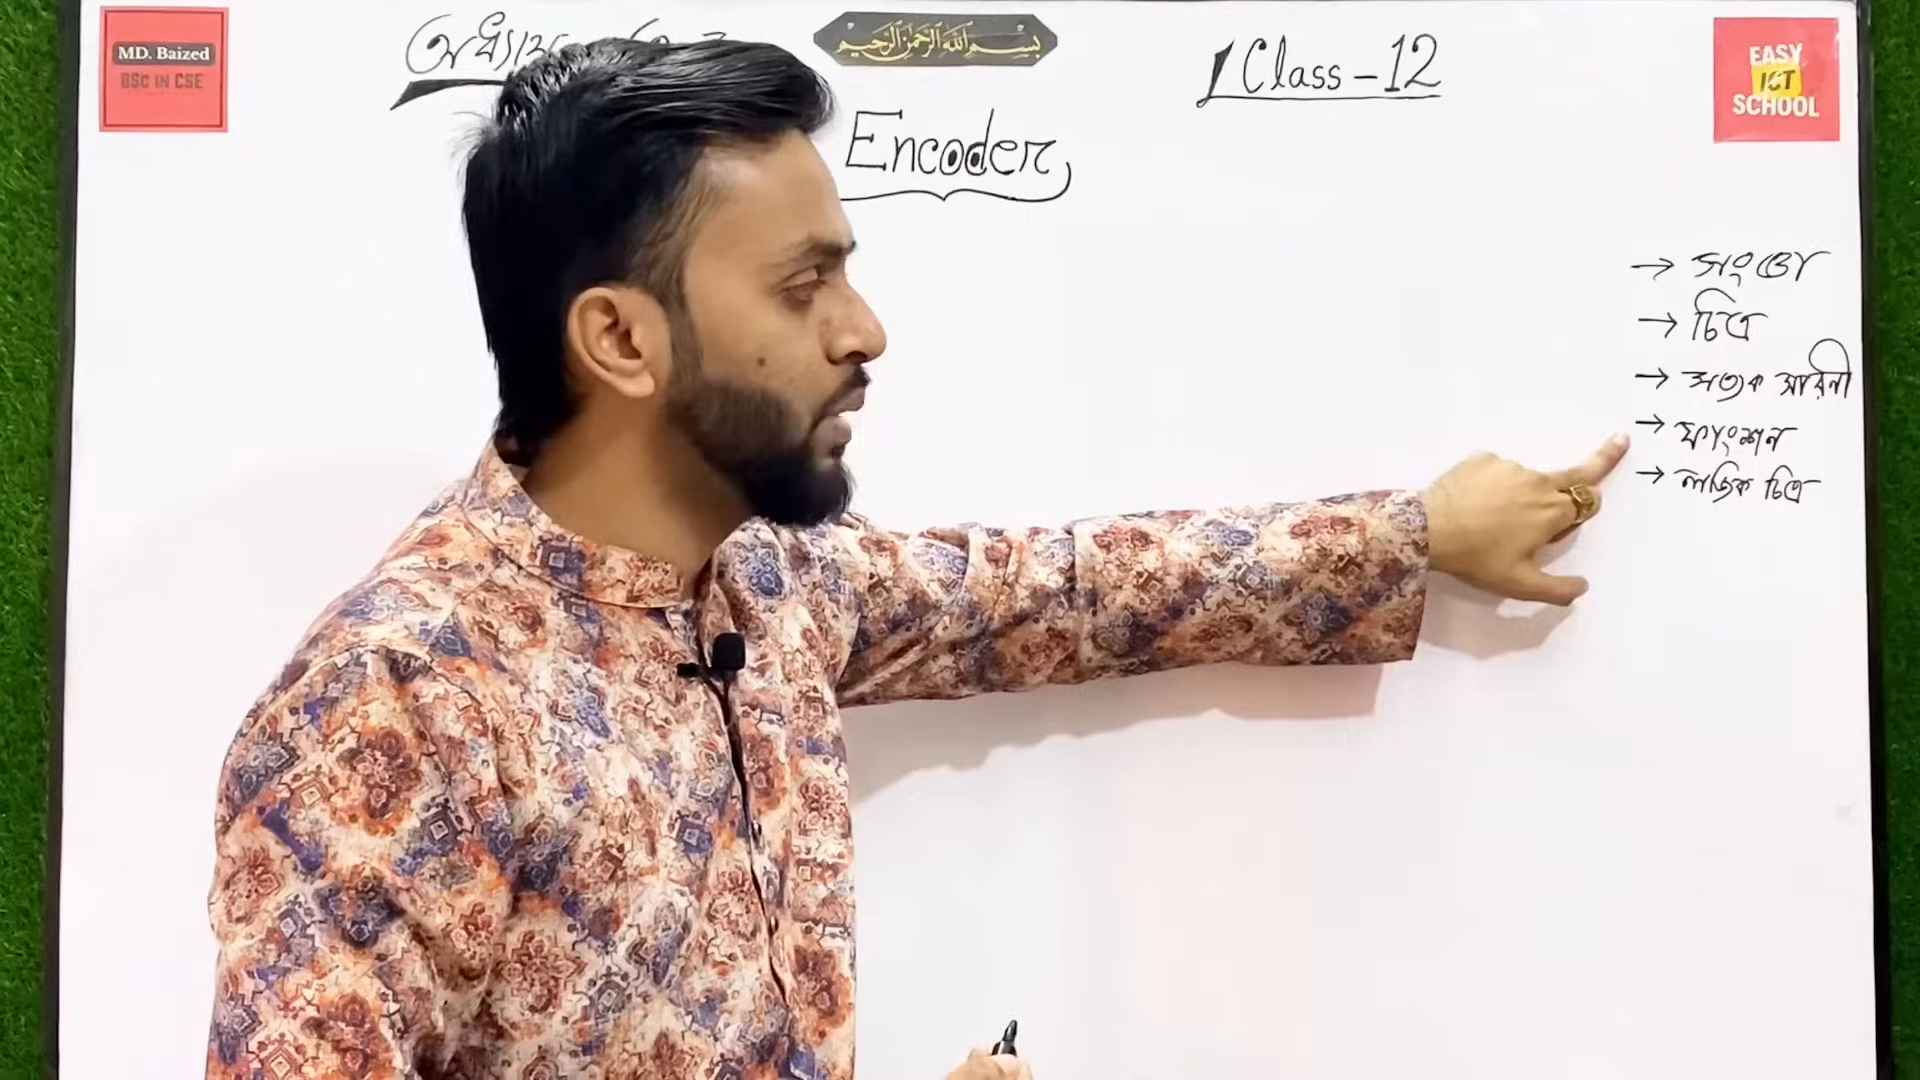 MD. Baized
BSC IN CSE
অধ্যায়
بسم الله الرحمن الرحيم
Class-12
EASY
ICT
SCHOOL
Encoder
→ সংজ্ঞা
→ চিত্র
→ সত্যক সারনী
→ ফাংশন
→ লজিক চিত্র